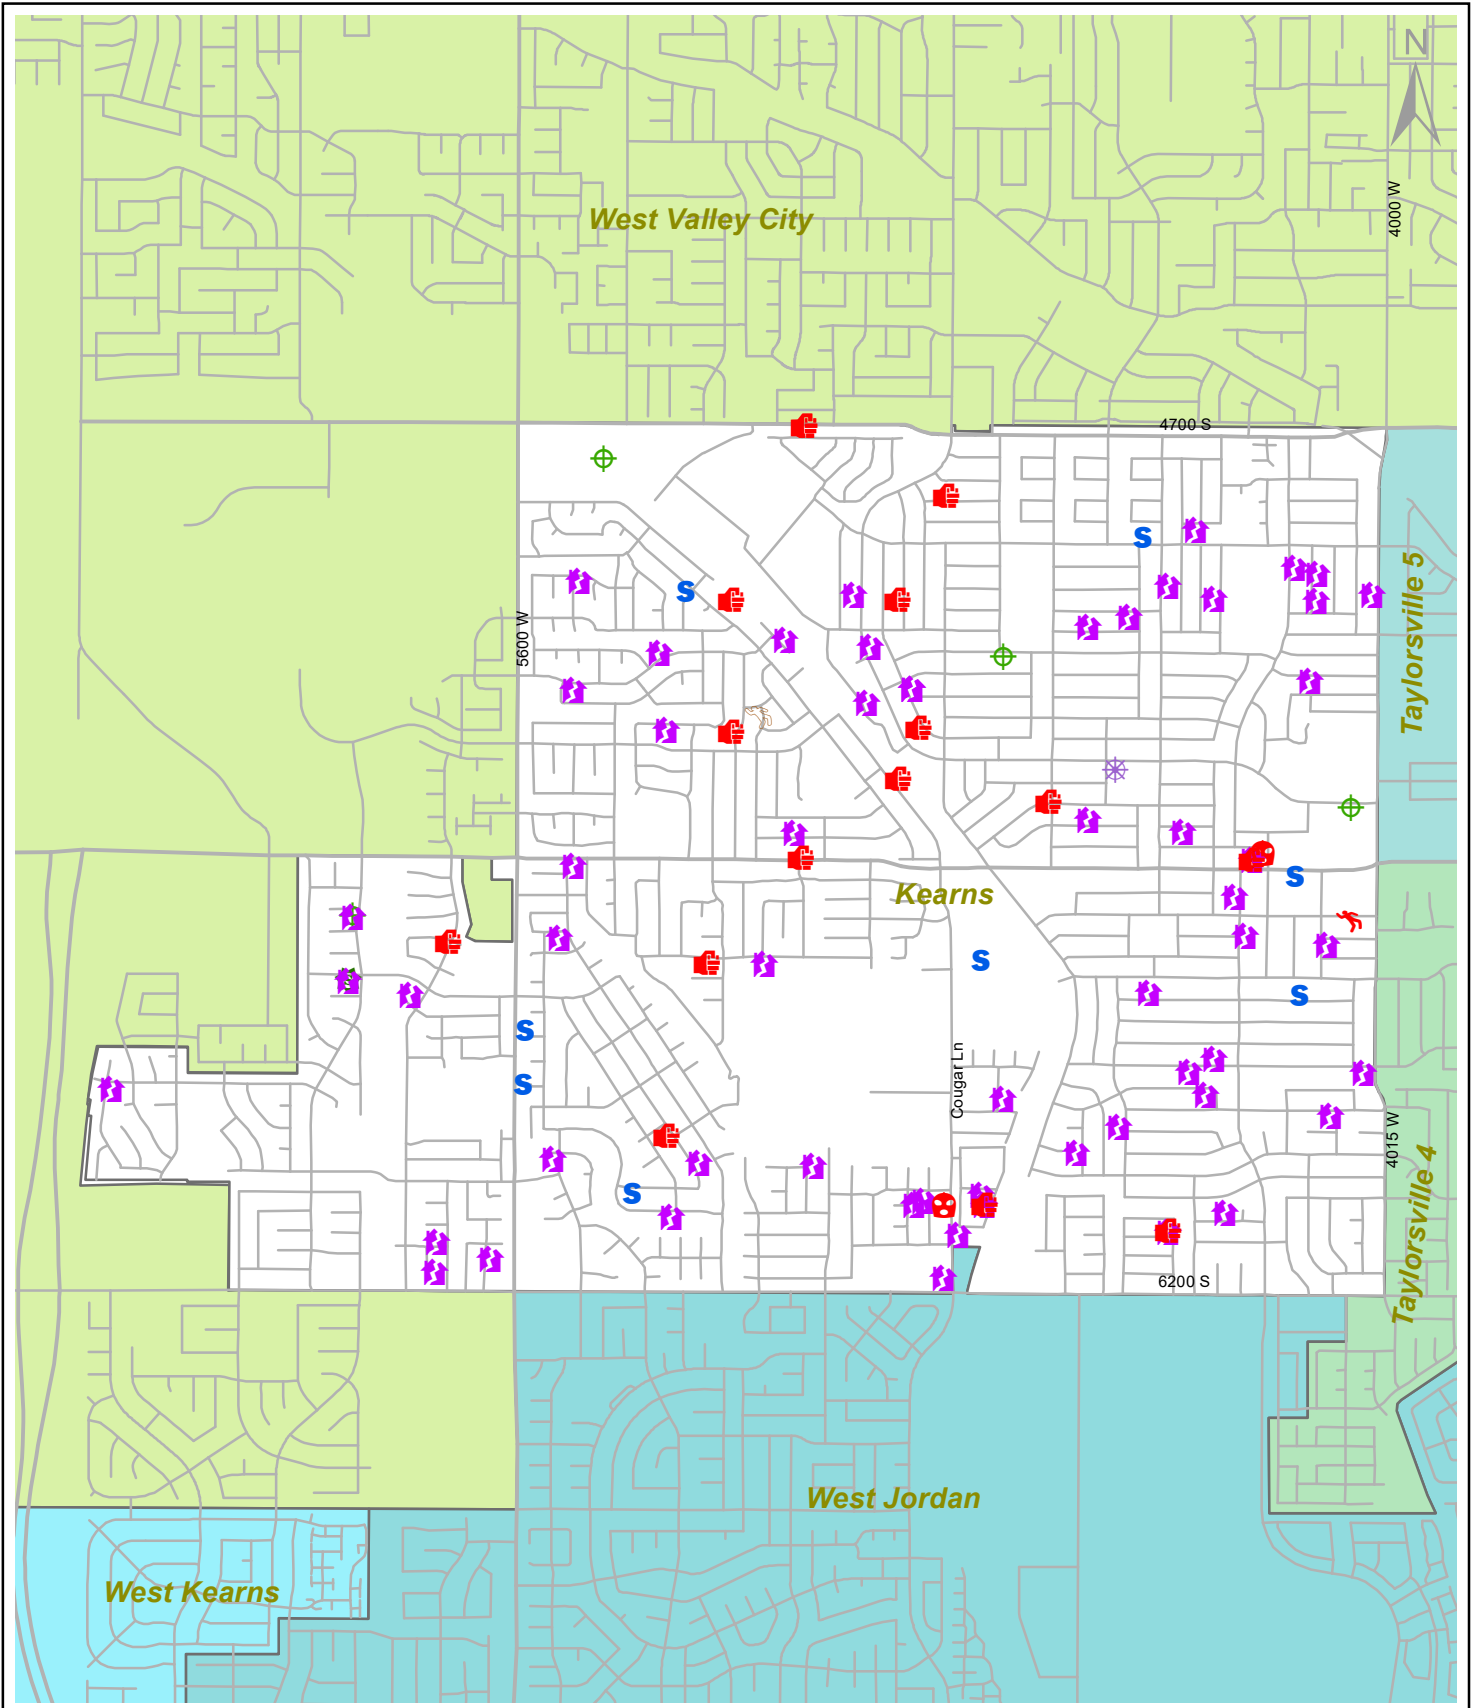 N
4000 W
West Valley City
4700 S
S
Taylorsville 5
S
5600 W
S
Kearns
S
S
S
Cougar Ln
S
4015 W
Taylorsville 4
S
6200 S
West Jordan
West Kearns